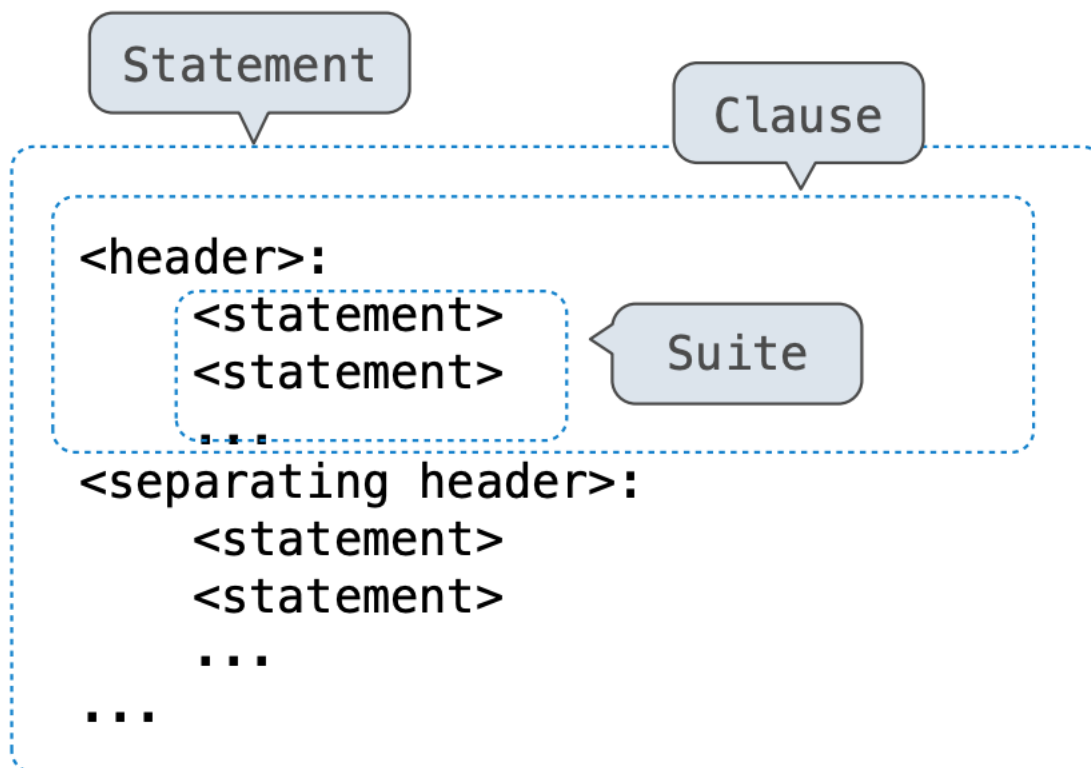 Statement
Clause
<header>:
<statement>
<statement>
Suite
...
<separating header>:
<statement>
<statement>
...
...